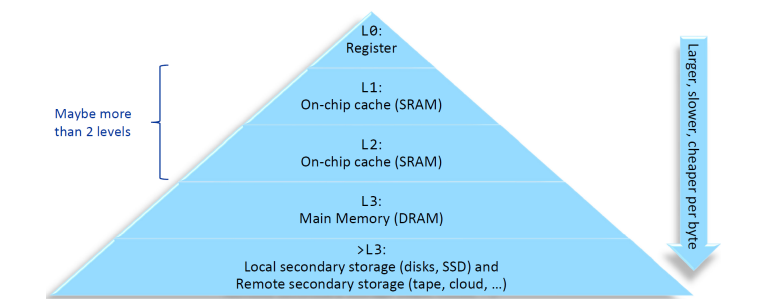 L0:
Register
L1:
On-chip cache (SRAM)
Maybe more
than 2 levels
L2:
On-chip cache (SRAM)
L3:
Main Memory (DRAM)
>L3:
Local secondary storage (disks, SSD) and
Remote secondary storage (tape, cloud, …)
Larger, slower, cheaper per byte